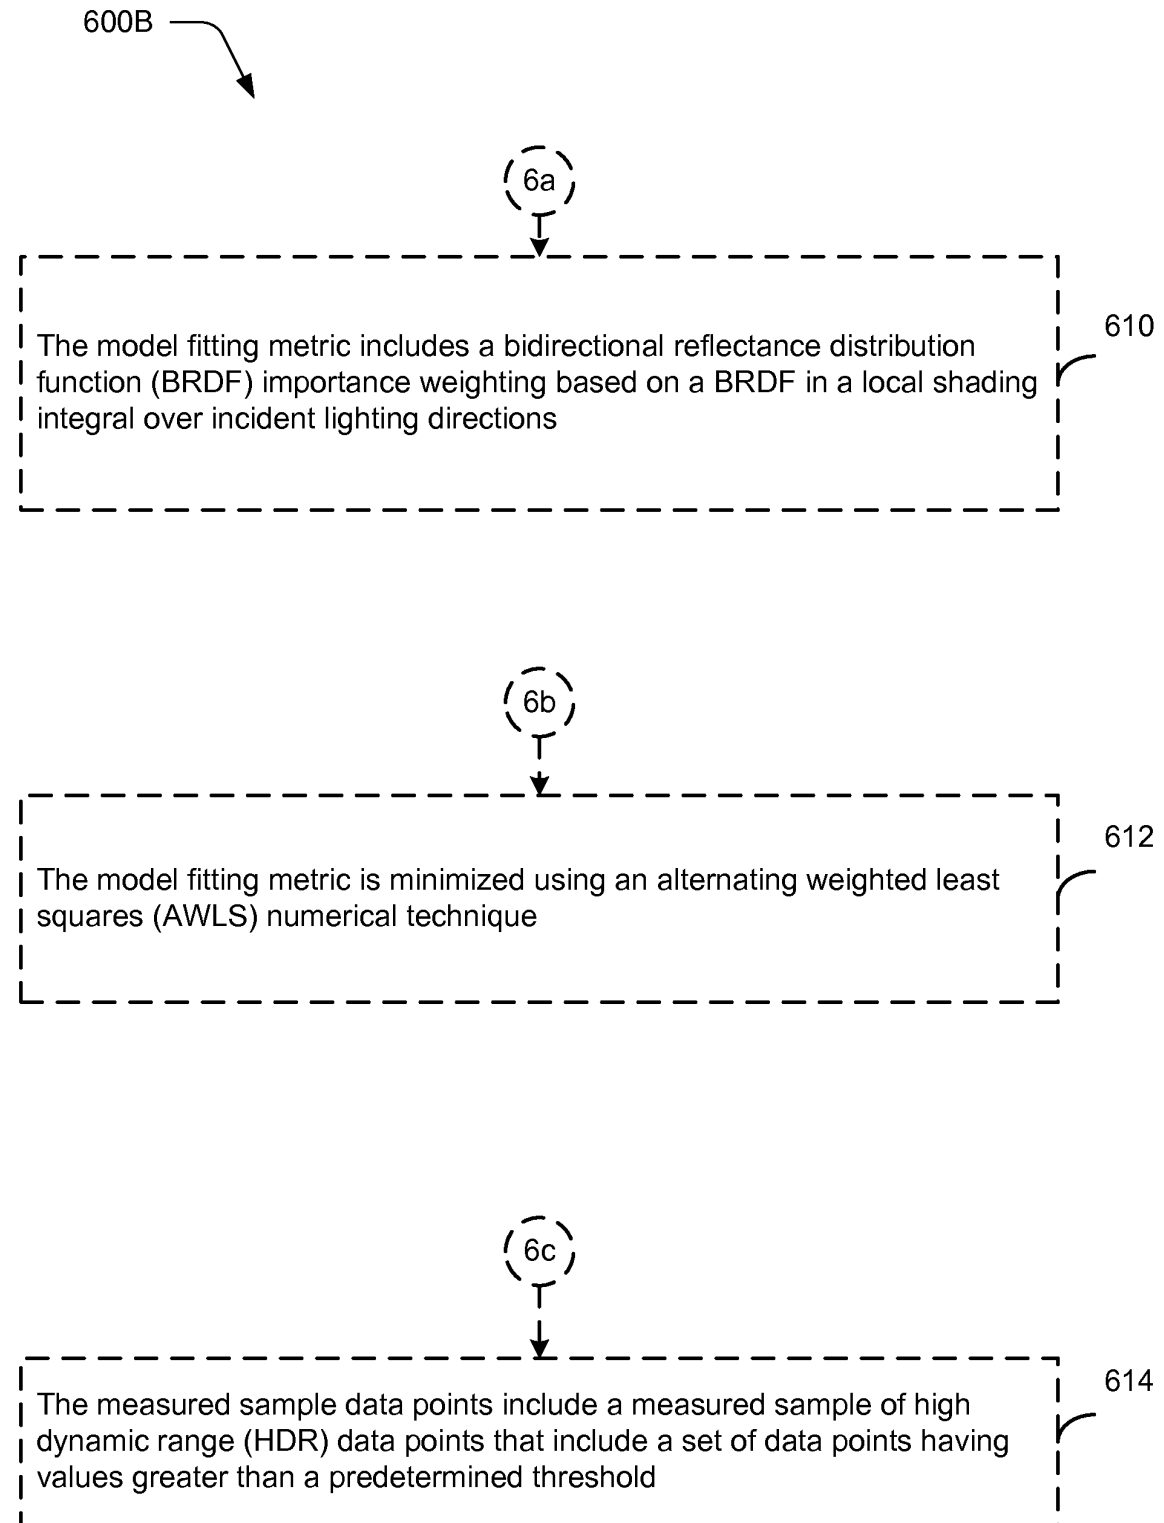 600B
6a
The model fitting metric includes a bidirectional reflectance distribution
function (BRDF) importance weighting based on a BRDF in a local shading
integral over incident lighting directions
610
6b
The model fitting metric is minimized using an alternating weighted least
squares (AWLS) numerical technique
612
6c
The measured sample data points include a measured sample of high
dynamic range (HDR) data points that include a set of data points having
values greater than a predetermined threshold
614